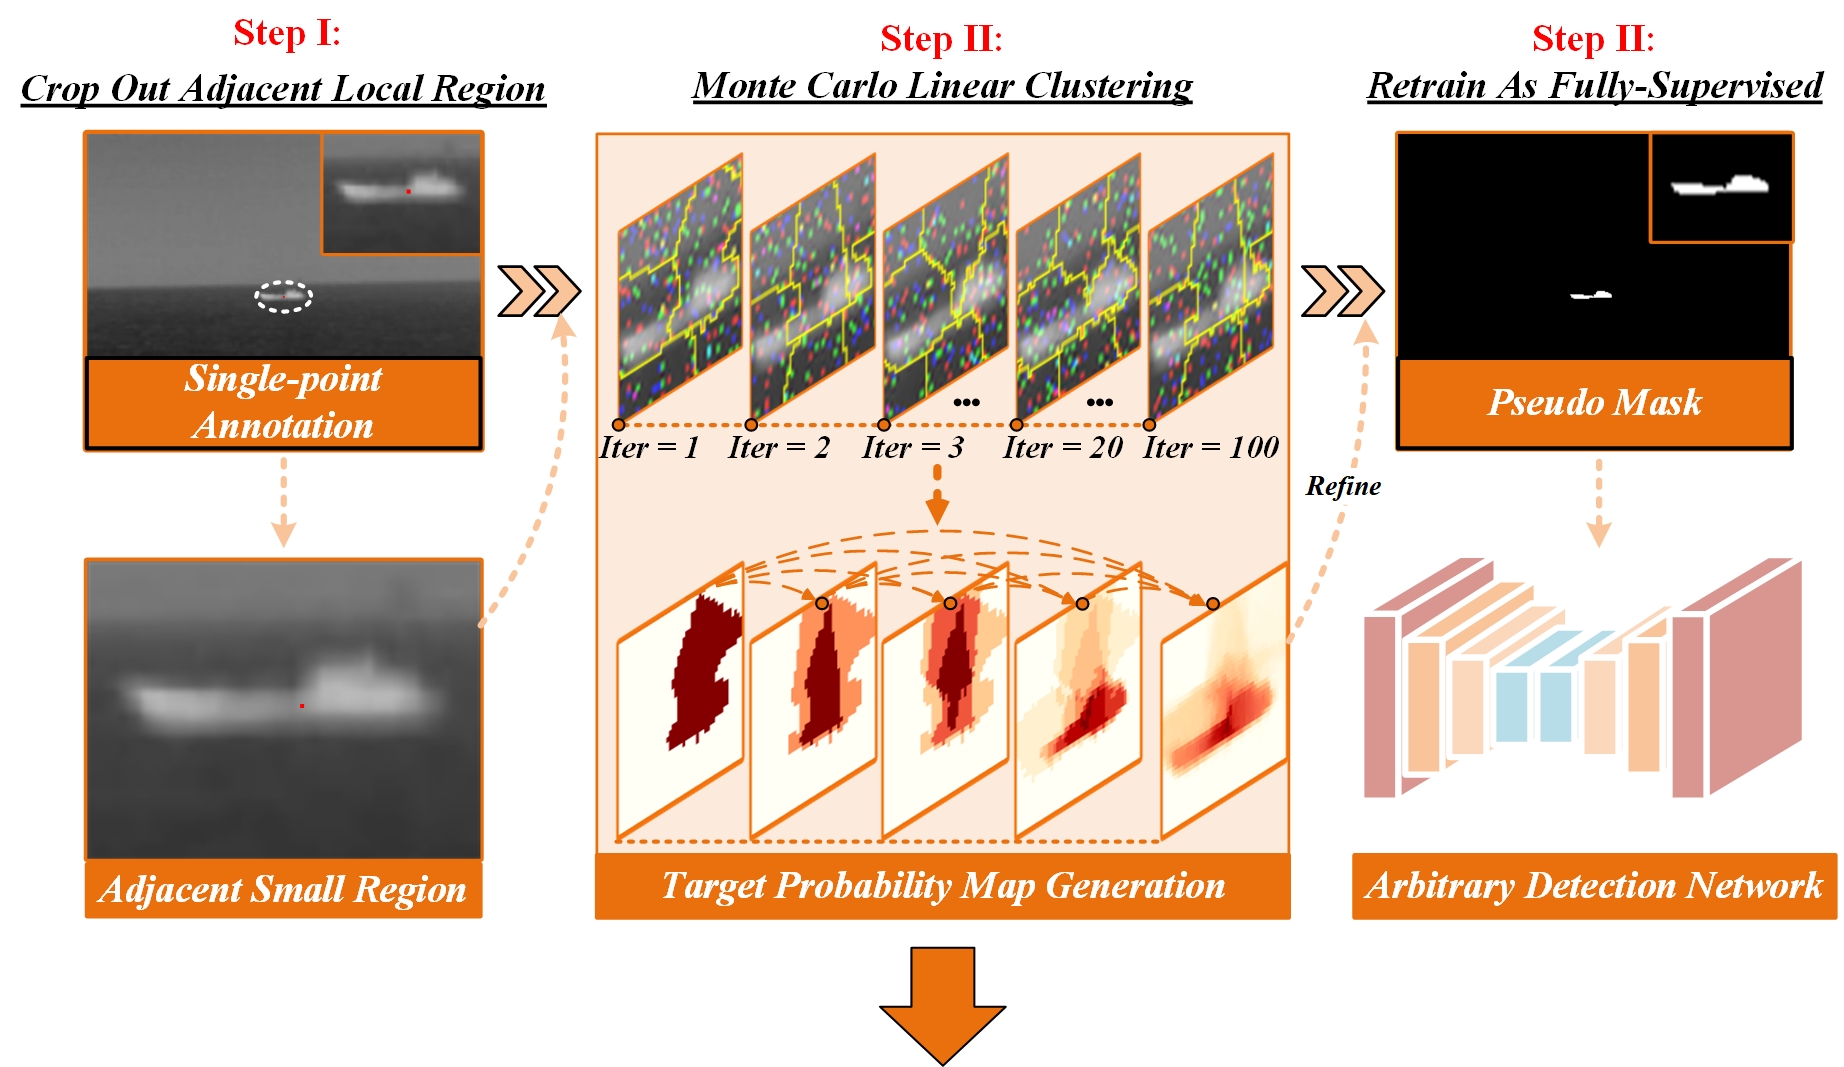 Step I:
Crop Out Adjacent Local Region
Single-point
Annotation
Adjacent Small Region
Step II:
Monte Carlo Linear Clustering
...
...
Iter = 1
Iter = 2
Iter = 3
Iter = 20
Iter = 100
Target Probability Map Generation
Refine
Step II:
Retrain As Fully-Supervised
Pseudo Mask
Arbitrary Detection Network